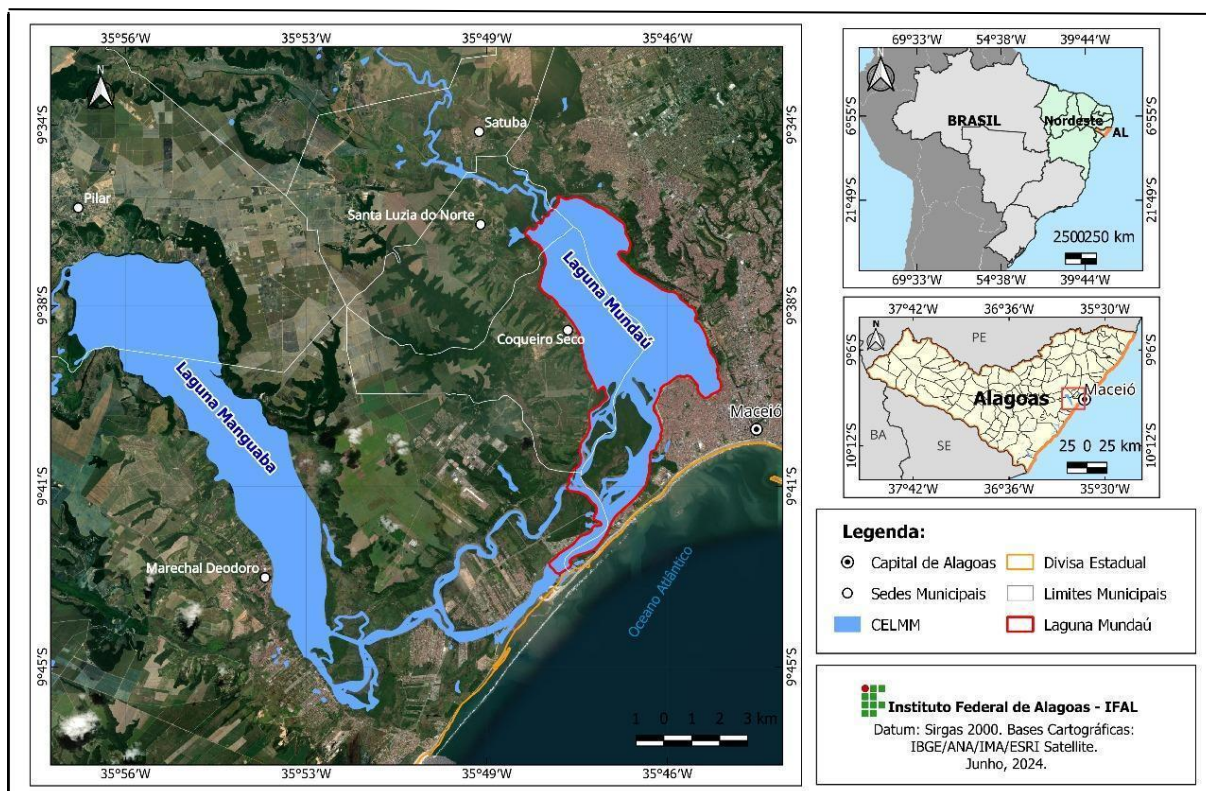 35°56'W 35°53'W 35°49'W 35°46'W
N
9°34'S
9°38'S
9°41'S
9°45'S
Satuba
Pilar
Santa Luzia do Norte
Laguna Mundaú
Coqueiro Seco
Laguna Manguaba
Maceió
Marechal Deodoro
Oceano Atlântico
1 0 1 2 3 km
9°34'S
9°38'S
9°41'S
9°45'S
35°56'W 35°53'W 35°49'W 35°46'W
69°33'W 54°38'W 39°44'W
N
6°55'S
21°49'S
BRASIL
Nordeste
AL
2500250 km
6°55'S
21°49'S
69°33'W 54°38'W 39°44'W
37°42'W 36°36'W 35°30'W
N
9°6'S
10°12'S
PE
Alagoas
Maceió
BA
SE
25 0 25 km
9°6'S
10°12'S
37°42'W 36°36'W 35°30'W
Legenda:
Capital de Alagoas
Divisa Estadual
Sedes Municipais
Limites Municipais
CELMM
Laguna Mundaú
Instituto Federal de Alagoas - IFAL
Datum: Sirgas 2000. Bases Cartográficas:
IBGE/ANA/IMA/ESRI Satellite.
Junho, 2024.